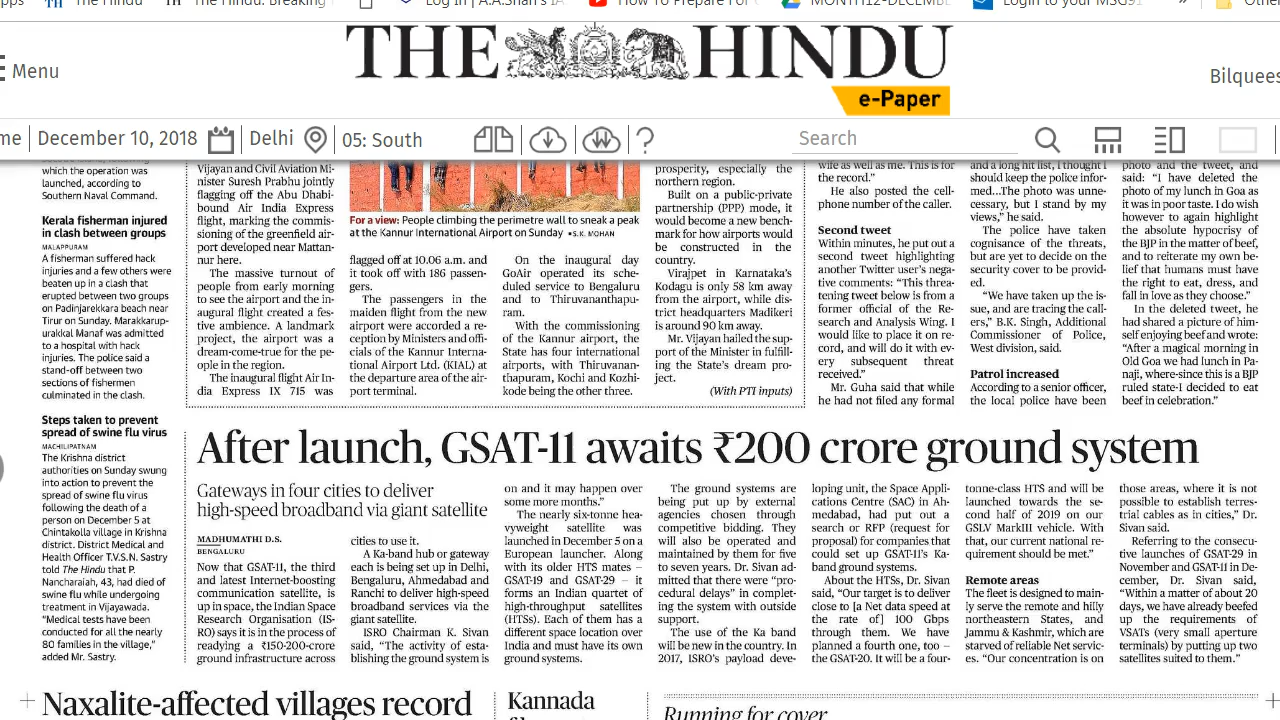 The Hindu
The Hindu: Breaking
Log In | A.A.Shah's IA
How To Prepare For
MONTH12-DECEMBE
Login to your MSG91
»
Othe
Menu
THE HINDU
e-Paper
Bilquees
me
December 10, 2018
Delhi
05: South
?
Search
which the operation was
launched, according to
Southern Naval Command.
Kerala fisherman injured
in clash between groups
MALAPPURAM
A fisherman suffered hack
injuries and a few others were
beaten up in a clash that
erupted between two groups
on Padinjarekkara beach near
Tirur on Sunday. Marakkarup-
urakkal Manaf was admitted
to a hospital with hack
injuries. The police said a
stand-off between two
sections of fishermen
culminated in the clash.
Steps taken to prevent
spread of swine flu virus
MACHILIPATNAM
The Krishna district
authorities on Sunday swung
into action to prevent the
spread of swine flu virus
following the death of a
person on December 5 at
Chintakolla village in Krishna
district. District Medical and
Health Officer T.V.S.N. Sastry
told The Hindu that P.
Nancharaiah, 43, had died of
swine flu while undergoing
treatment in Vijayawada.
"Medical tests have been
conducted for all the nearly
80 families in the village,"
added Mr. Sastry.
Vijayan and Civil Aviation Mi-
nister Suresh Prabhu jointly
flagging off the Abu Dhabi-
bound Air India Express
flight, marking the commis-
sioning of the greenfield air-
port developed near Mattan-
nur here.
The massive turnout of
people from early morning
to see the airport and the in-
augural flight created a fes-
tive ambience. A landmark
project, the airport was a
dream-come-true for the pe-
ople in the region.
The inaugural flight Air In-
dia Express IX 715 was
For a view: People climbing the perimetre wall to sneak a peak
at the Kannur International Airport on Sunday ▪S.K. MOHAN
flagged off at 10.06 a.m. and
it took off with 186 passen-
gers.
The passengers in the
maiden flight from the new
airport were accorded a re-
ception by Ministers and offi-
cials of the Kannur Interna-
tional Airport Ltd. (KIAL) at
the departure area of the air-
port terminal.
On the inaugural day
GoAir operated its sche-
duled service to Bengaluru
and to Thiruvananthapu-
ram.
With the commissioning
of the Kannur airport, the
State has four international
airports, with Thiruvanan-
thapuram, Kochi and Kozhi-
kode being the other three.
prosperity, especially the
northern region.
Built on a public-private
partnership (PPP) mode, it
would become a new bench-
mark for how airports would
be constructed in the
country.
Virajpet in Karnataka's
Kodagu is only 58 km away
from the airport, while dis-
trict headquarters Madikeri
is around 90 km away.
Mr. Vijayan hailed the sup-
port of the Minister in fulfill-
ing the State's dream pro-
ject.
(With PTI inputs)
wife as well as me. This is for
the record."
He also posted the cell-
phone number of the caller.
Second tweet
Within minutes, he put out a
second tweet highlighting
another Twitter user's nega-
tive comments: "This threa-
tening tweet below is from a
former official of the Re-
search and Analysis Wing. I
would like to place it on re-
cord, and will do it with ev-
ery subsequent threat
received."
Mr. Guha said that while
he had not filed any formal
and a long hit list, I thought I
should keep the police infor-
med...The photo was unne-
cessary, but I stand by my
views," he said.
The police have taken
cognisance of the threats,
but are yet to decide on the
security cover to be provid-
ed.
"We have taken up the is-
sue, and are tracing the call-
ers," B.K. Singh, Additional
Commissioner of Police,
West division, said.
Patrol increased
According to a senior officer,
the local police have been
photo and the tweet, and
said: "I have deleted the
photo of my lunch in Goa as
it was in poor taste. I do wish
however to again highlight
the absolute hypocrisy of
the BJP in the matter of beef,
and to reiterate my own be-
lief that humans must have
the right to eat, dress, and
fall in love as they choose."
In the deleted tweet, he
had shared a picture of him-
self enjoying beef and wrote:
"After a magical morning in
Old Goa we had lunch in Pa-
naji, where-since this is a BJP
ruled state-I decided to eat
beef in celebration."
After launch, GSAT-11 awaits ₹200 crore ground system
Gateways in four cities to deliver
high-speed broadband via giant satellite
MADHUMATHI D.S.
BENGALURU
Now that GSAT-11, the third
and latest Internet-boosting
communication satellite, is
up in space, the Indian Space
Research Organisation (IS-
RO) says it is in the process of
readying a ₹150-200-crore
ground infrastructure across
cities to use it.
A Ka-band hub or gateway
each is being set up in Delhi,
Bengaluru, Ahmedabad and
Ranchi to deliver high-speed
broadband services via the
giant satellite.
ISRO Chairman K. Sivan
said, "The activity of esta-
blishing the ground system is
on and it may happen over
some more months."
The nearly six-tonne hea-
vyweight satellite was
launched in December 5 on a
European launcher. Along
with its older HTS mates –
GSAT-19 and GSAT-29 – it
forms an Indian quartet of
high-throughput satellites
(HTSs). Each of them has a
different space location over
India and must have its own
ground systems.
The ground systems are
being put up by external
agencies chosen through
competitive bidding. They
will also be operated and
maintained by them for five
to seven years. Dr. Sivan ad-
mitted that there were "pro-
cedural delays" in complet-
ing the system with outside
support.
The use of the Ka band
will be new in the country. In
2017, ISRO's payload deve-
loping unit, the Space Appli-
cations Centre (SAC) in Ah-
medabad, had put out a
search or RFP (request for
proposal) for companies that
could set up GSAT-11's Ka-
band ground systems.
About the HTSs, Dr. Sivan
said, "Our target is to deliver
close to [a Net data speed at
the rate of] 100 Gbps
through them. We have
planned a fourth one, too –
the GSAT-20. It will be a four-
tonne-class HTS and will be
launched towards the se-
cond half of 2019 on our
GSLV MarkIII vehicle. With
that, our current national re-
quirement should be met."
Remote areas
The fleet is designed to main-
ly serve the remote and hilly
northeastern States, and
Jammu & Kashmir, which are
starved of reliable Net servic-
es. "Our concentration is on
those areas, where it is not
possible to establish terres-
trial cables as in cities," Dr.
Sivan said.
Referring to the consecu-
tive launches of GSAT-29 in
November and GSAT-11 in De-
cember, Dr. Sivan said,
"Within a matter of about 20
days, we have already beefed
up the requirements of
VSATs (very small aperture
terminals) by putting up two
satellites suited to them."
Naxalite-affected villages record
Kannada
Running for cover